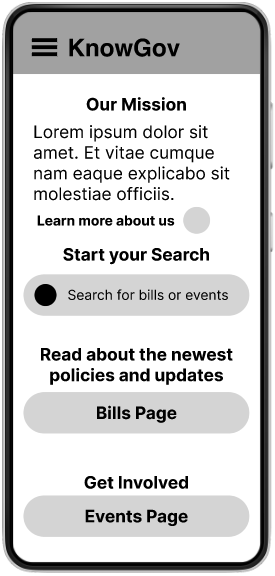 KnowGov
Our Mission
Lorem ipsum dolor sit
amet. Et vitae cumque
nam eaque explicabo sit
molestiae officiis.
Learn more about us
Start your Search
Search for bills or events
Read about the newest
policies and updates
Bills Page
Get Involved
Events Page